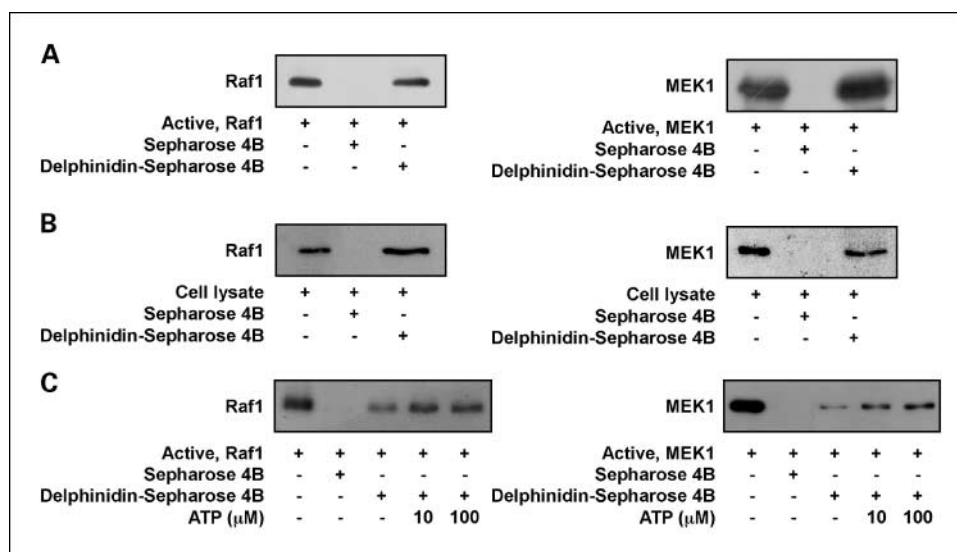 A
Raf1
Active, Raf1 + + +
Sepharose 4B - + -
Delphinidin-Sepharose 4B - - +
MEK1
Active, MEK1 + + +
Sepharose 4B - + -
Delphinidin-Sepharose 4B - - +
B
Raf1
Cell lysate + + +
Sepharose 4B - + -
Delphinidin-Sepharose 4B - - +
MEK1
Cell lysate + + +
Sepharose 4B - + -
Delphinidin-Sepharose 4B - - +
C
Raf1
Active, Raf1 + + + + +
Sepharose 4B - + - - -
Delphinidin-Sepharose 4B - - + + +
ATP (μM) - - - 10 100
MEK1
Active, MEK1 + + + + +
Sepharose 4B - + - - -
Delphinidin-Sepharose 4B - - + + +
ATP (μM) - - - 10 100